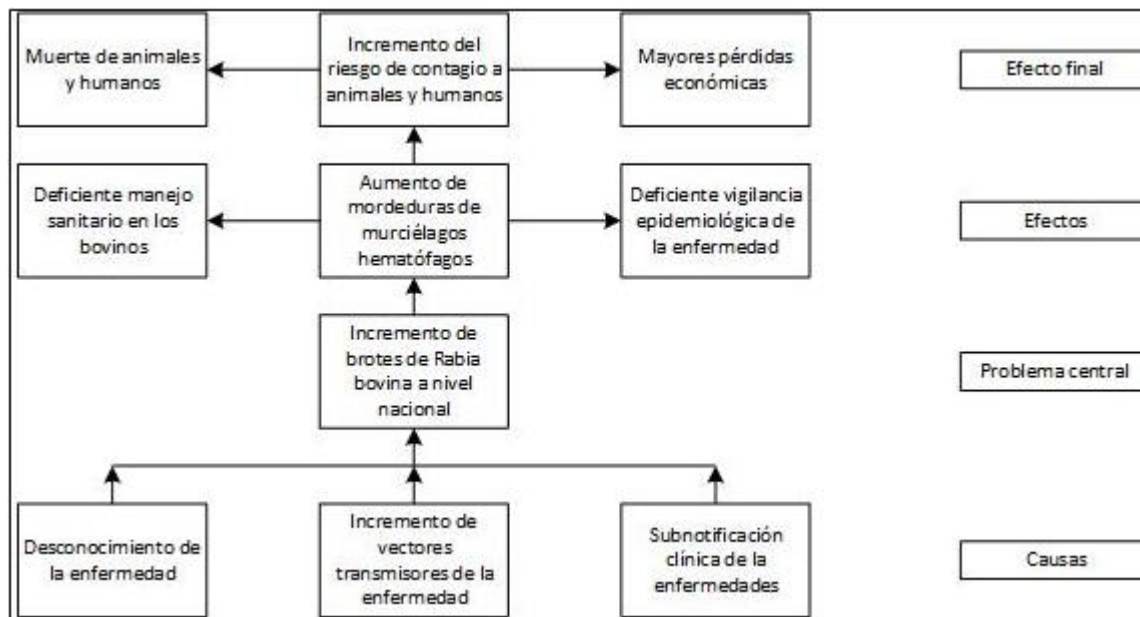 Muerte de animales
y humanos
Incremento del
riesgo de contagio a
animales y humanos
Mayores pérdidas
económicas
Efecto final
Deficiente manejo
sanitario en los
bovinos
Aumento de
mordeduras de
murciélagos
hematófagos
Deficiente vigilancia
epidemiológica de
la enfermedad
Efectos
Incremento de
brotes de Rabia
bovina a nivel
nacional
Problema central
Desconocimiento de
la enfermedad
Incremento de
vectores
transmisores de la
enfermedad
Subnotificación
clínica de la
enfermedades
Causas